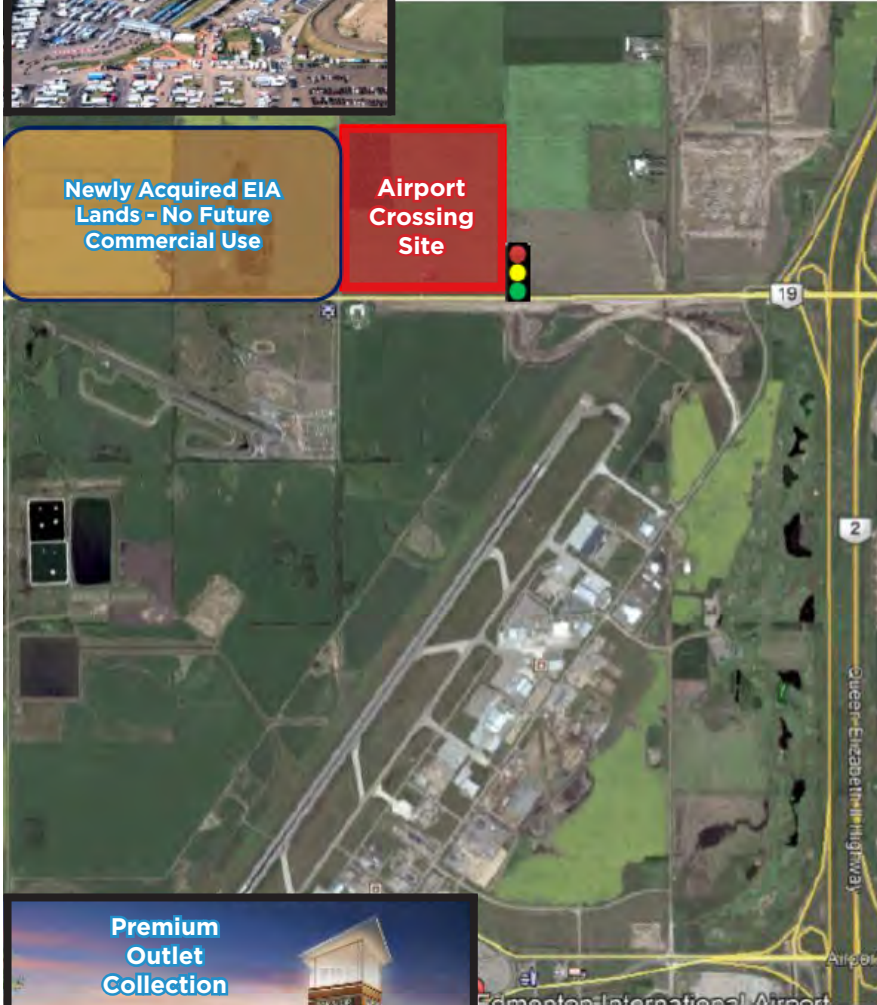 Newly Acquired EIA
Lands - No Future
Commercial Use
Airport
Crossing
Site
19
2
Queen Elizabeth II Highway
Premium
Outlet
Collection
Edmonton International Airport